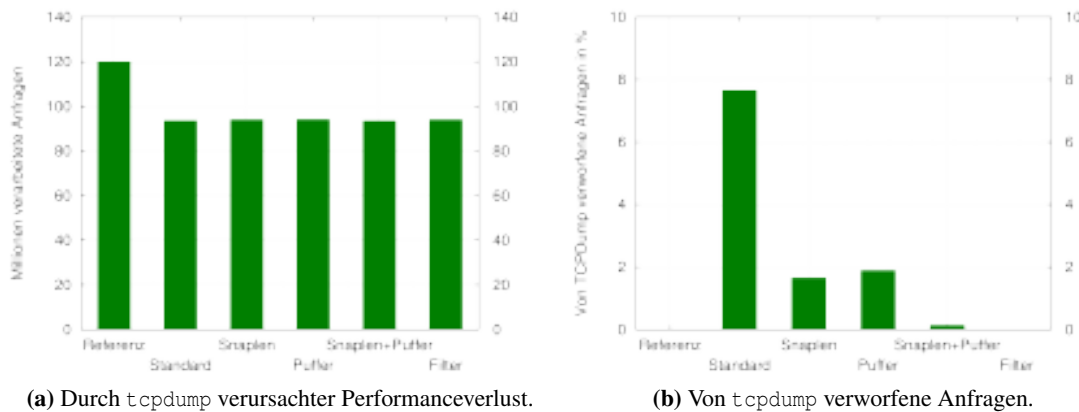 Millionen verarbeitete Anfragen
140 140
120 120
100 100
80 80
60 60
40 40
20 20
0 0
Referenz Snaplen Snaplen+Puffer
Standard Puffer Filter
(a) Durch tcpdump verursachter Performanceverlust.
Von TCPDump verworfene Anfragen in %
10 10
8 8
6 6
4 4
2 2
0 0
Referenz Snaplen Snaplen+Puffer
Standard Puffer Filter
(b) Von tcpdump verworfene Anfragen.